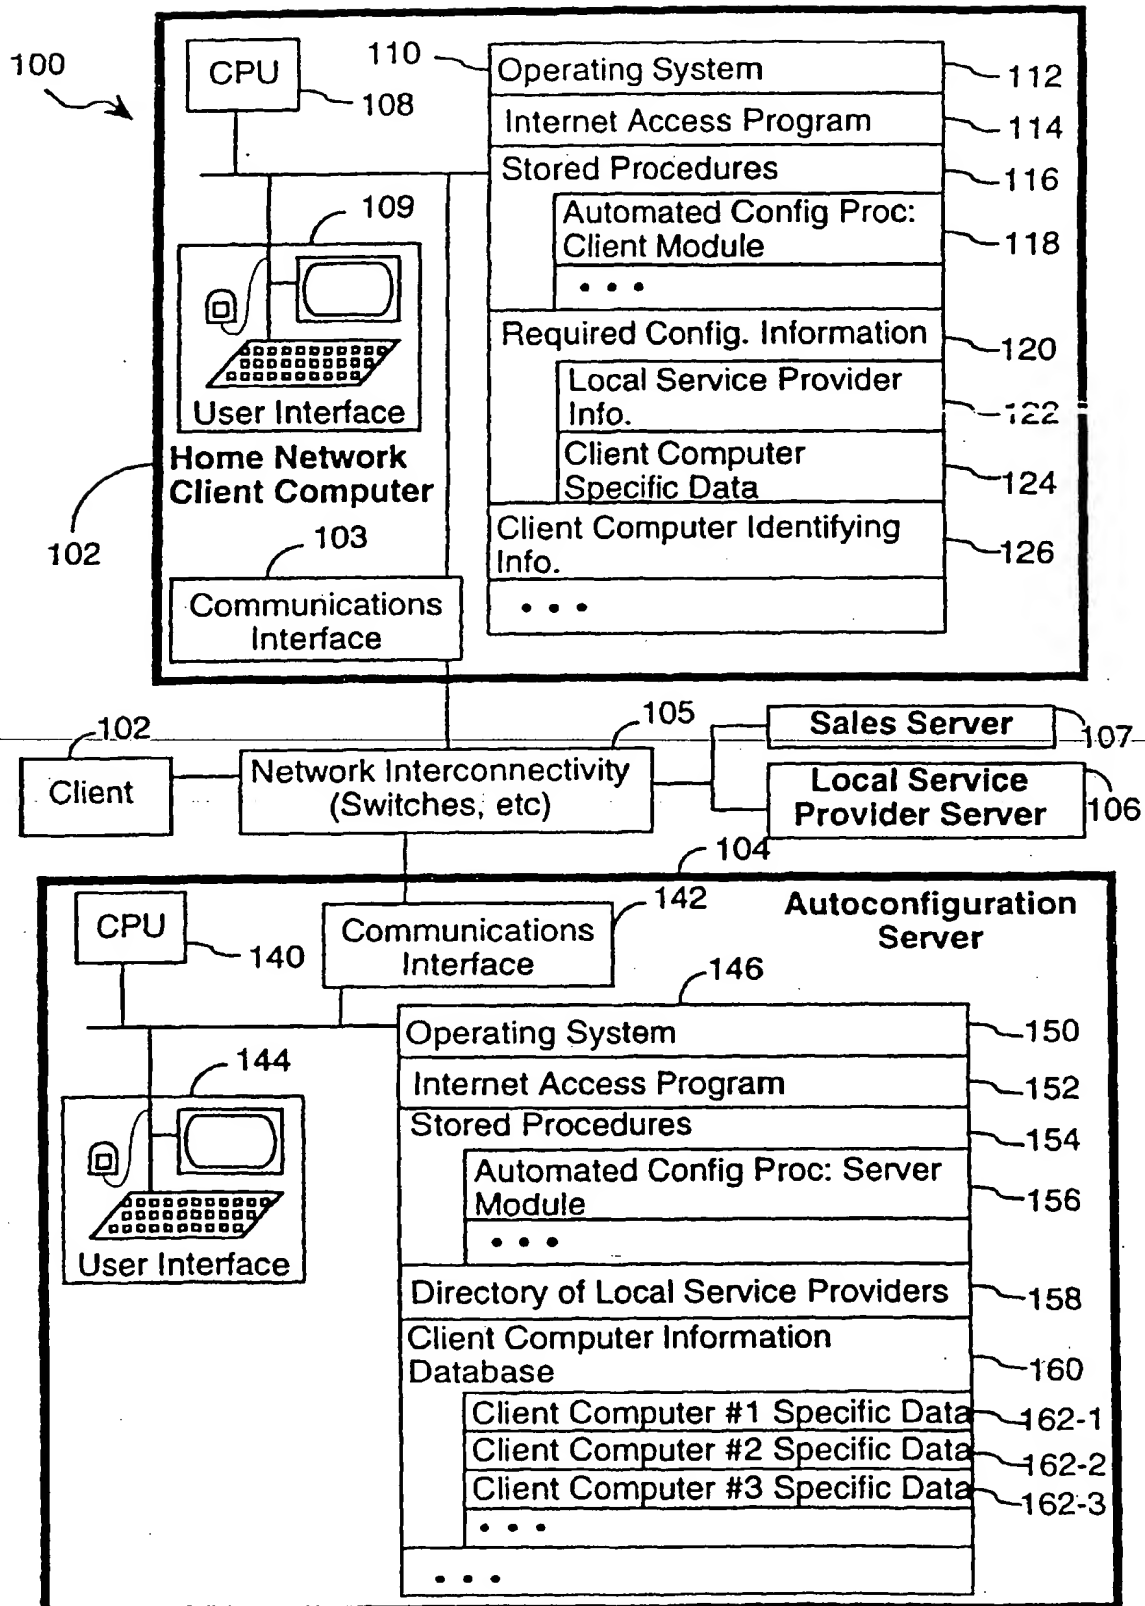 100
CPU
108
110
Operating System
112
Internet Access Program
114
Stored Procedures
116
Automated Config Proc:
Client Module
118
• • •
109
User Interface
Required Config. Information
120
Local Service Provider
Info.
122
Client Computer
Specific Data
124
Client Computer Identifying
Info.
126
• • •
Home Network
Client Computer
102
103
Communications
Interface
102
Client
105
Network Interconnectivity
(Switches, etc)
Sales Server
107
Local Service
Provider Server
106
104
Autoconfiguration
Server
CPU
140
142
Communications
Interface
144
User Interface
146
Operating System
150
Internet Access Program
152
Stored Procedures
154
Automated Config Proc: Server
Module
156
• • •
Directory of Local Service Providers
158
Client Computer Information
Database
160
Client Computer #1 Specific Data
162-1
Client Computer #2 Specific Data
162-2
Client Computer #3 Specific Data
162-3
• • •
• • •